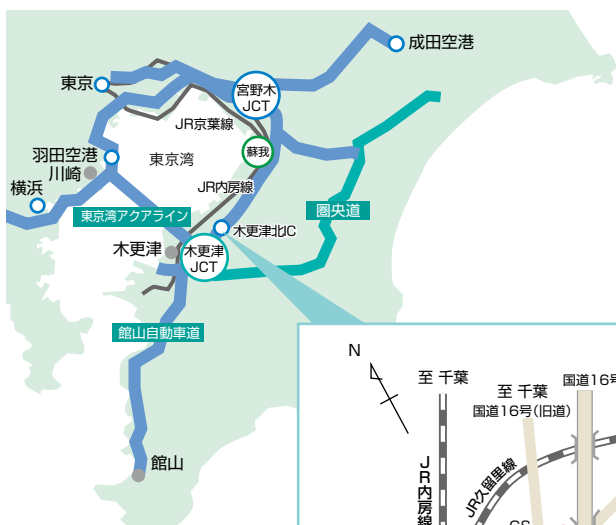 成田空港
東京
宮野木
JCT
JR京葉線
蘇我
羽田空港
川崎
東京湾
横浜
JR内房線
東京湾アクアライン
圏央道
木更津北IC
木更津
木更津
JCT
館山自動車道
館山
N
至 千葉
国道16号
至 千葉
国道16号(旧道)
JR内房線
JR久留里線